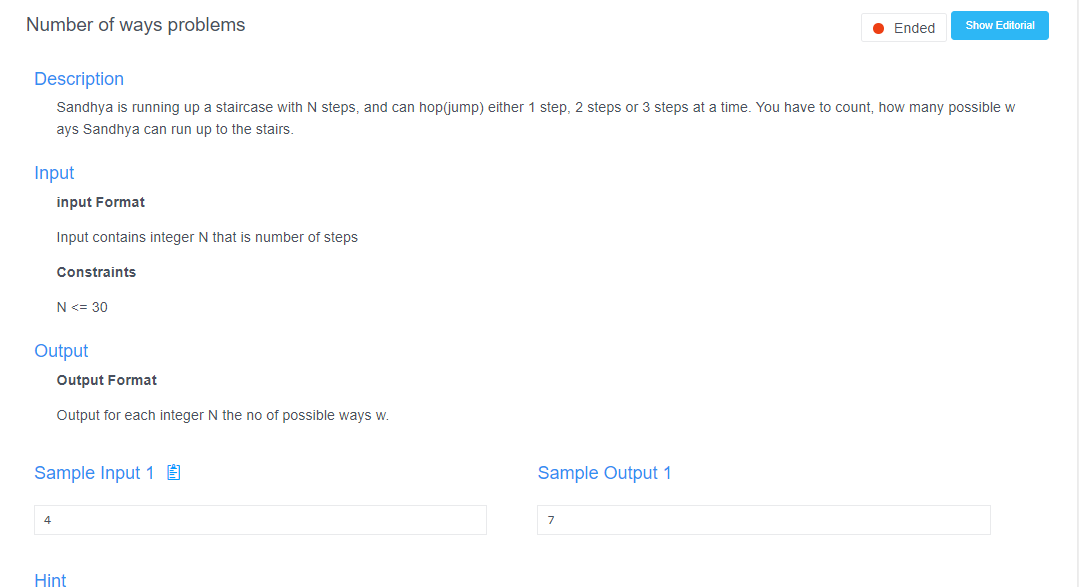 Number of ways problems
Ended
Show Editorial
Description
Sandhya is running up a staircase with N steps, and can hop(jump) either 1 step, 2 steps or 3 steps at a time. You have to count, how many possible w
ays Sandhya can run up to the stairs.
Input
input Format
Input contains integer N that is number of steps
Constraints
N <= 30
Output
Output Format
Output for each integer N the no of possible ways w.
Sample Input 1
Sample Output 1
4
7
Hint